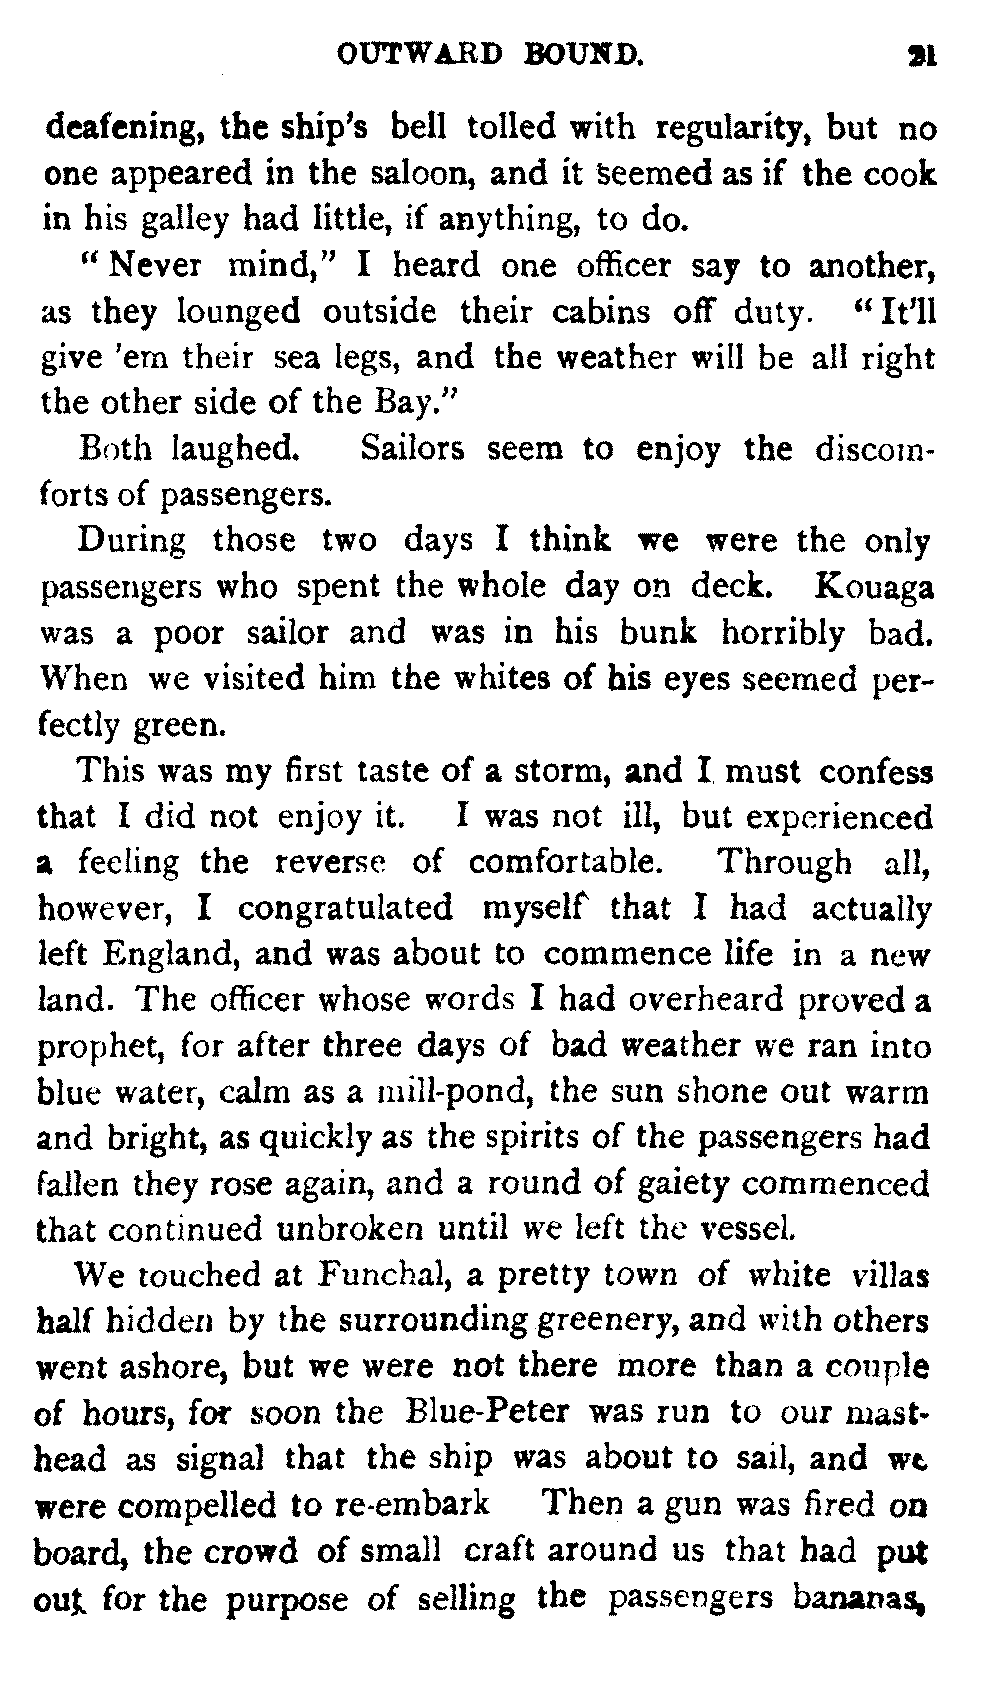 OUTWARD BOUND. 21
deafening, the ship's bell tolled with regularity, but no
one appeared in the saloon, and it seemed as if the cook
in his galley had little, if anything, to do.
"Never mind," I heard one officer say to another,
as they lounged outside their cabins off duty. "It'll
give 'em their sea legs, and the weather will be all right
the other side of the Bay."
Both laughed. Sailors seem to enjoy the discom-
forts of passengers.
During those two days I think we were the only
passengers who spent the whole day on deck. Kouaga
was a poor sailor and was in his bunk horribly bad.
When we visited him the whites of his eyes seemed per-
fectly green.
This was my first taste of a storm, and I must confess
that I did not enjoy it. I was not ill, but experienced
a feeling the reverse of comfortable. Through all,
however, I congratulated myself that I had actually
left England, and was about to commence life in a new
land. The officer whose words I had overheard proved a
prophet, for after three days of bad weather we ran into
blue water, calm as a mill-pond, the sun shone out warm
and bright, as quickly as the spirits of the passengers had
fallen they rose again, and a round of gaiety commenced
that continued unbroken until we left the vessel.
We touched at Funchal, a pretty town of white villas
half hidden by the surrounding greenery, and with others
went ashore, but we were not there more than a couple
of hours, for soon the Blue-Peter was run to our mast-
head as signal that the ship was about to sail, and we
were compelled to re-embark Then a gun was fired on
board, the crowd of small craft around us that had put
out for the purpose of selling the passengers bananas,